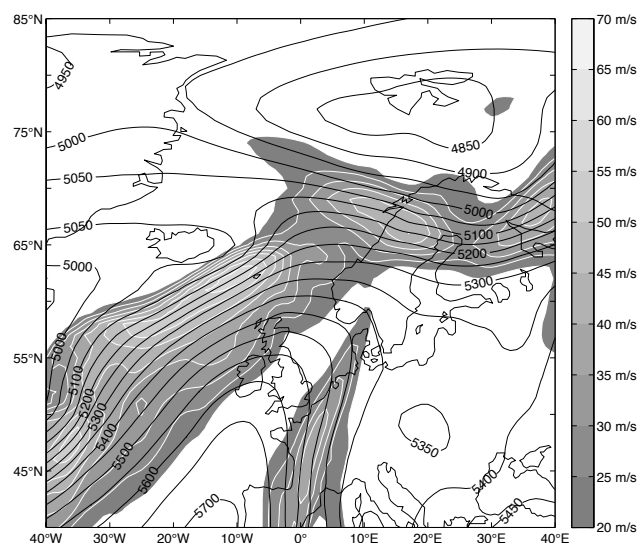 85°N
75°N
65°N
55°N
45°N
40°W
30°W
20°W
10°W
0°
10°E
20°E
30°E
40°E
4950
5000
5050
5050
5000
4850
4900
5000
5100
5200
5300
5000
5100
5200
5300
5400
5500
5600
5700
5350
5400
5450
70 m/s
65 m/s
60 m/s
55 m/s
50 m/s
45 m/s
40 m/s
35 m/s
30 m/s
25 m/s
20 m/s